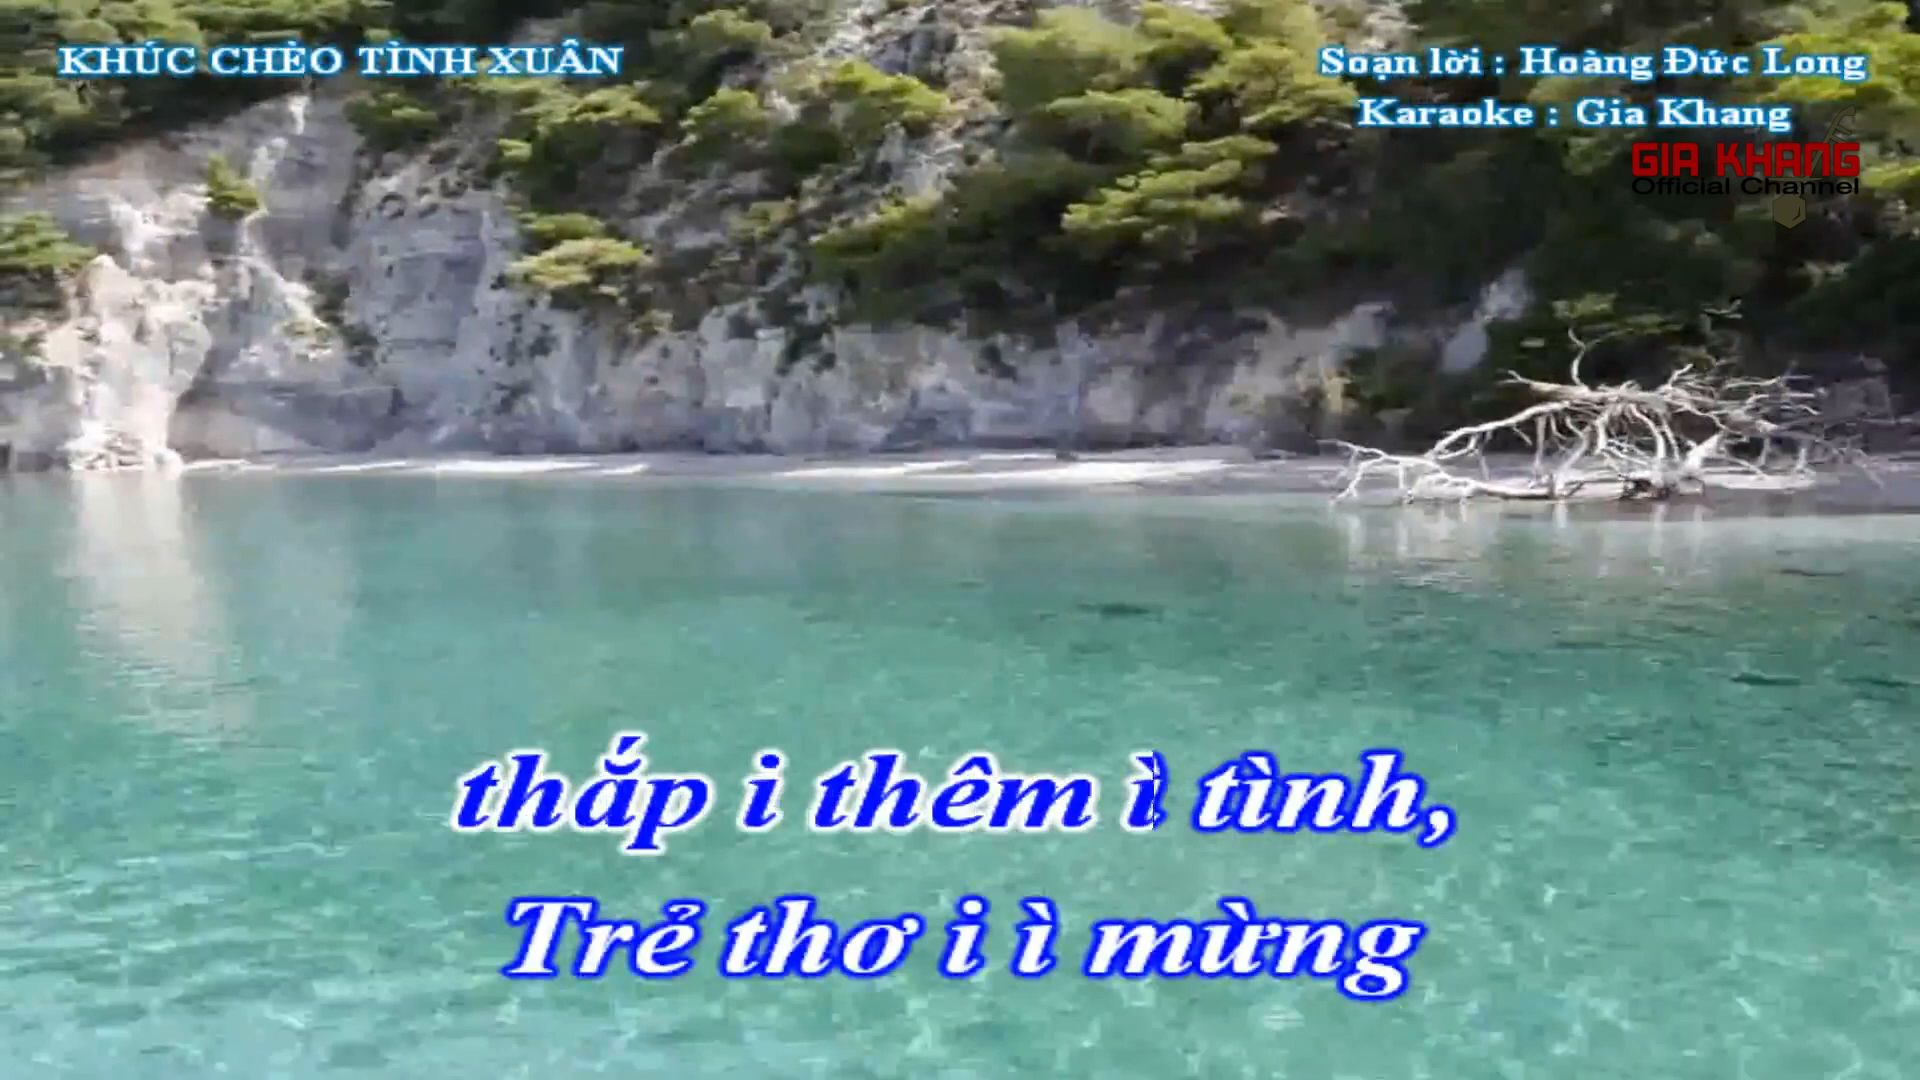 KHÚC CHÈO TÌNH XUÂN
Soạn lời : Hoàng Đức Long
Karaoke : Gia Khang
GIA KHANG
Official Channel
thắp i thêm ì tình,
Trẻ thơ i ì mừng